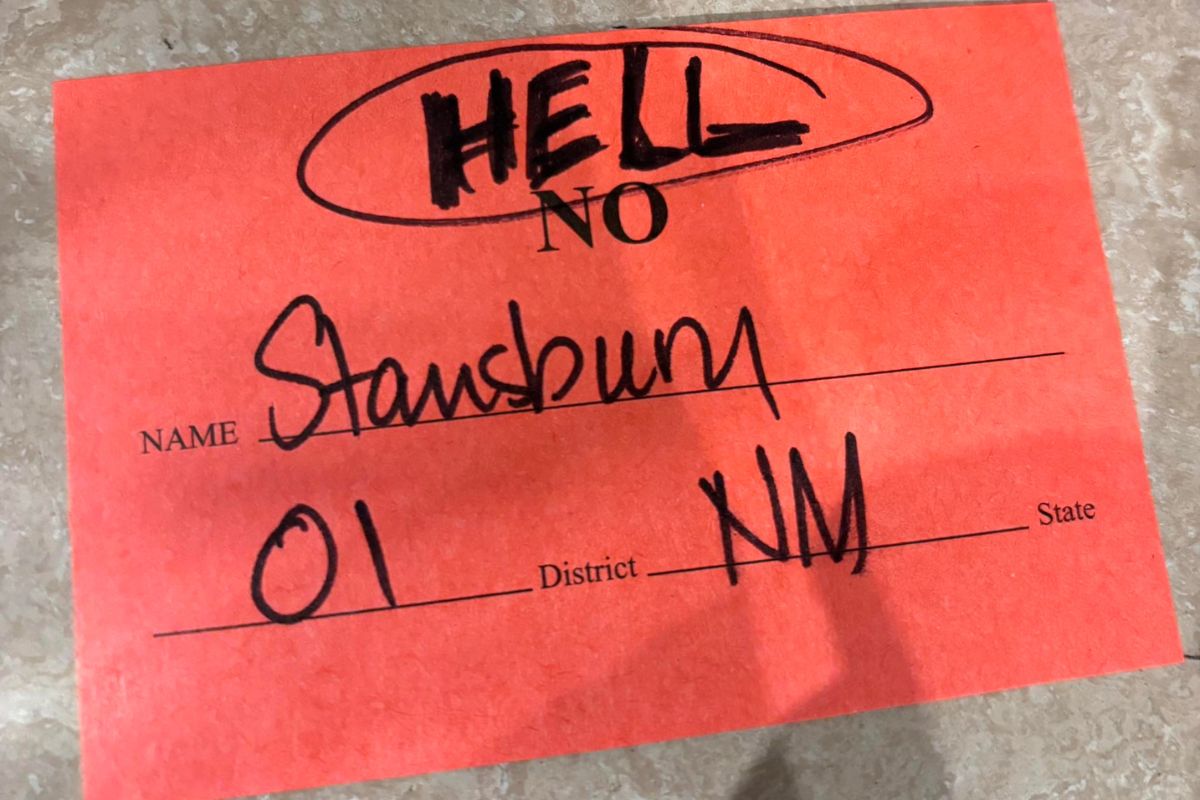 HELL
NO
NAME Stansbury
01 District NM State